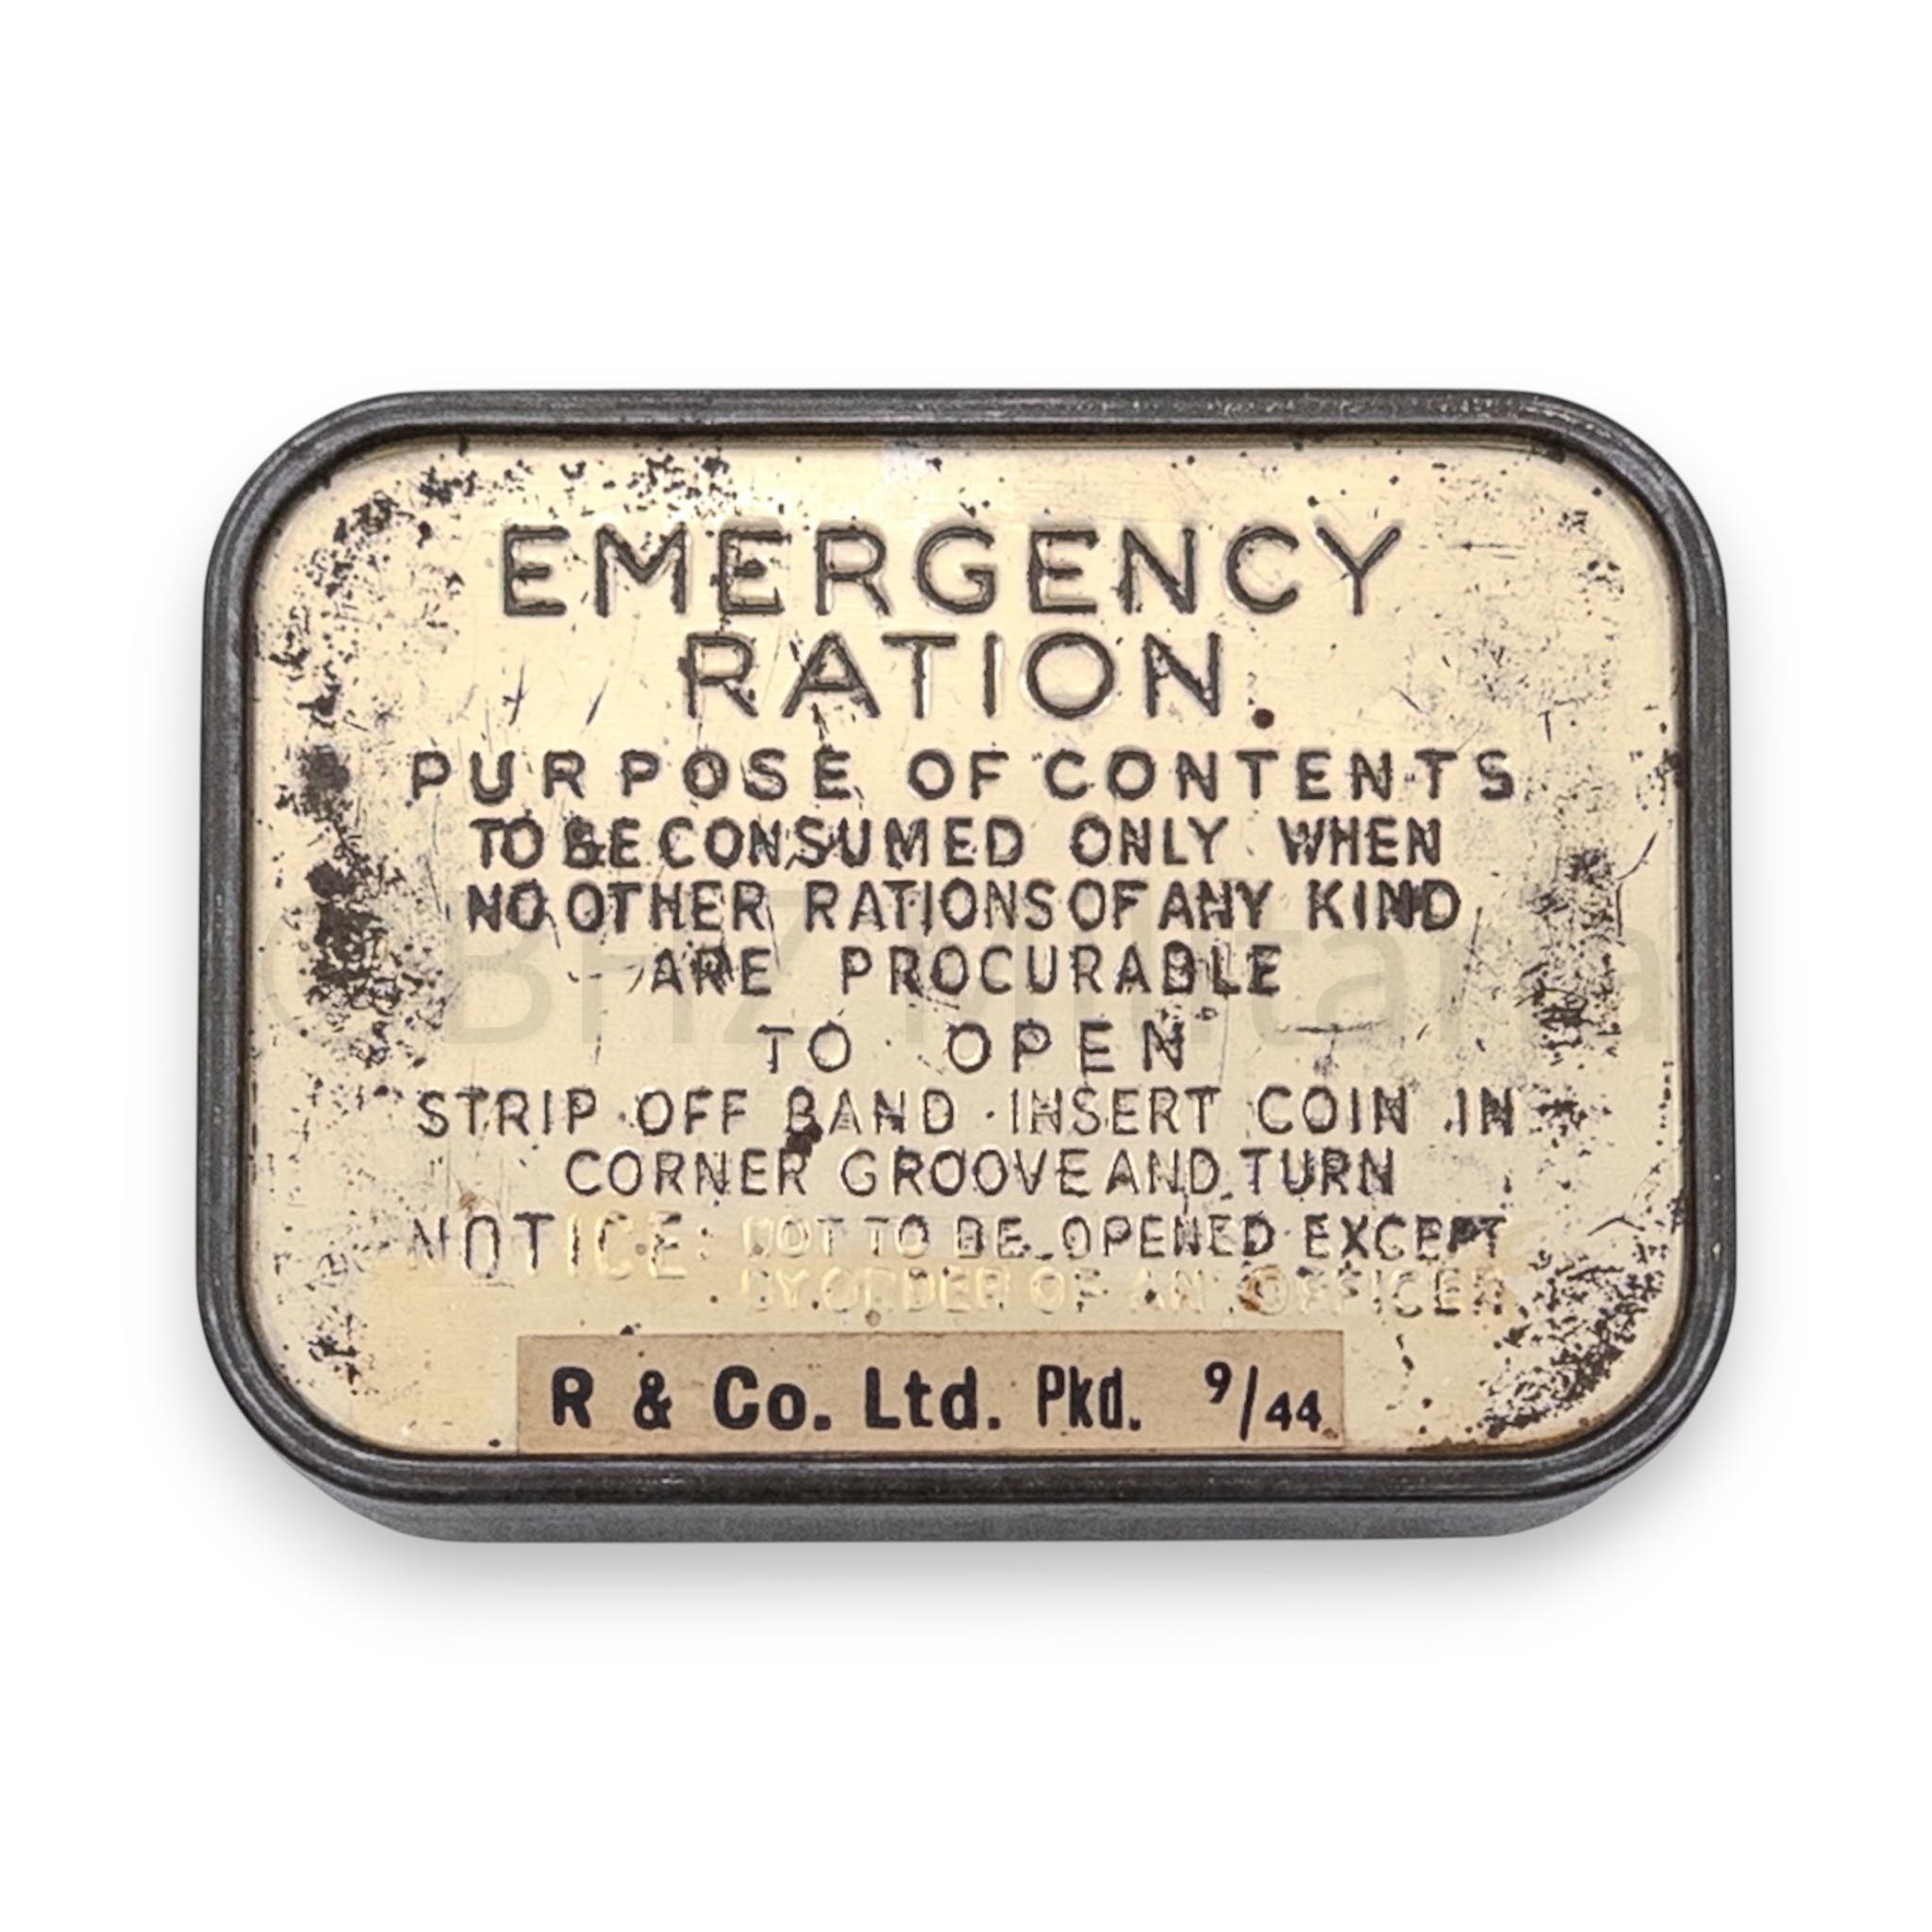 EMERGENCY
RATION
PURPOSE OF CONTENTS
TO BE CONSUMED ONLY WHEN
NO OTHER RATIONS OF ANY KIND
ARE PROCURABLE
TO OPEN
STRIP OFF BAND · INSERT COIN IN
CORNER GROOVE AND TURN
NOTICE: NOT TO BE OPENED EXCEPT
BY ORDER OF AN OFFICER
R & Co. Ltd. Pkd. 9/44
© BHZ Militaria